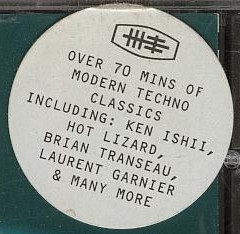 OVER 70 MINS OF
MODERN TECHNO
CLASSICS
INCLUDING: KEN ISHII,
HOT LIZARD,
BRIAN TRANSEAU,
LAURENT GARNIER
& MANY MORE